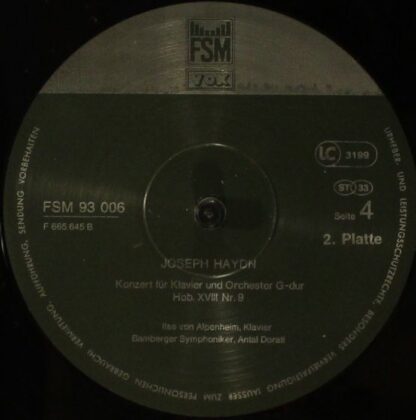 FSM
VOX
LC 3199
ST 33
FSM 93 006
F 665.645 B
Seite 4
2. Platte
JOSEPH HAYDN
Konzert für Klavier und Orchester G-dur
Hob. XVIII Nr. 9
Ilse von Alpenheim, Klavier
Bamberger Symphoniker, Antal Dorati
URHEBER- UND LEISTUNGSSCHUTZRECHTE, BESONDERS VERVIELFÄLTIGUNG (AUSSER ZUM PERSÖNLICHEN GEBRAUCH) VERMIETUNG, AUFFÜHRUNG, SENDUNG VORBEHALTEN